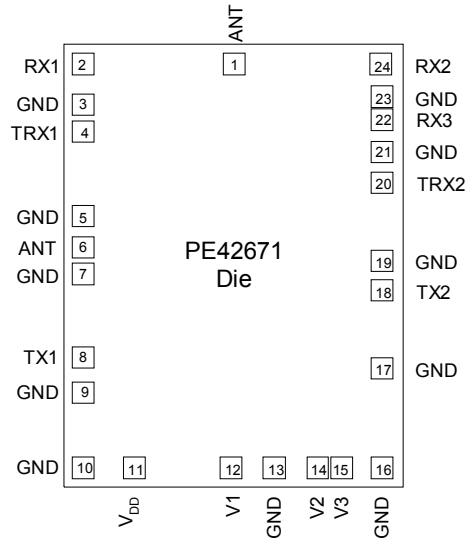 ANT
RX1 2 1 24 RX2
GND 3 23 GND
TRX1 4 22 RX3
21 GND
20 TRX2
GND 5
ANT 6 19 GND
GND 7 18 TX2
PE42671
Die
TX1 8 17 GND
GND 9
GND 10 11 12 13 14 15 16
VDD V1 GND V2 V3 GND